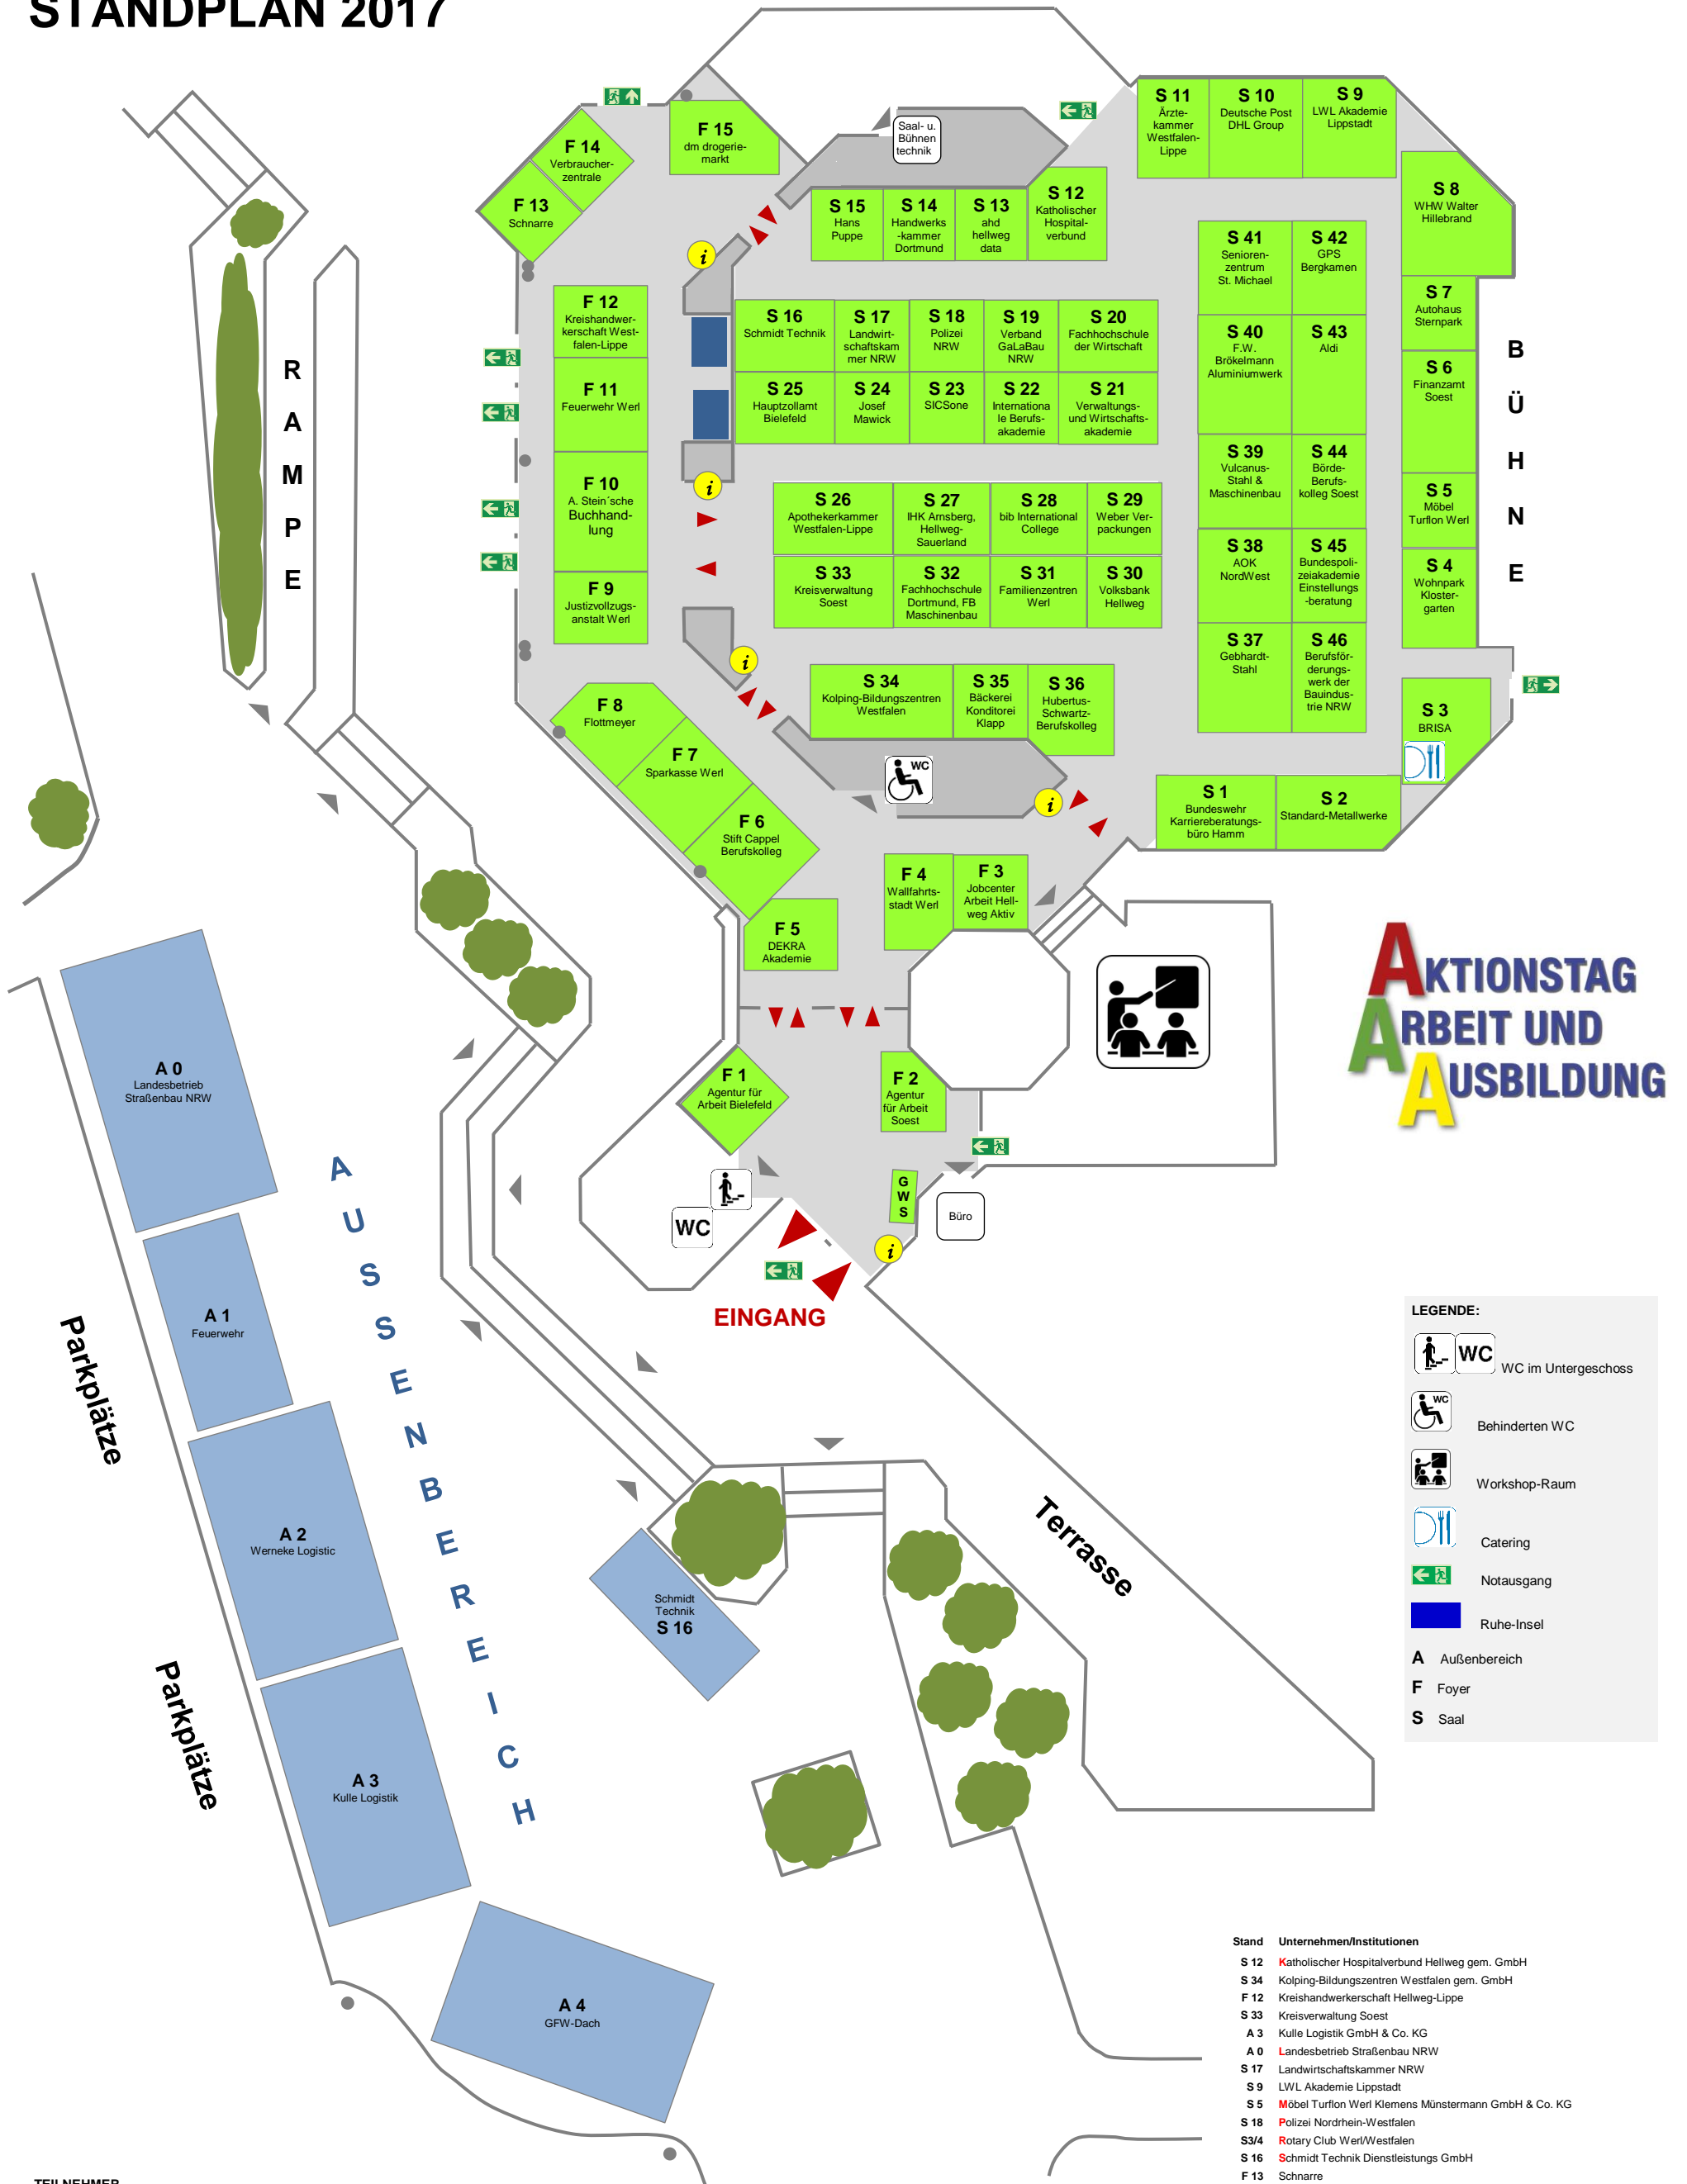 STANDPLAN 2017
F 15
dm drogerie-
markt
F 14
Verbraucher-
zentrale
F 13
Schnarre
Saal- u.
Bühnen
technik
S 11
Ärzte-
kammer
Westfalen-
Lippe
S 10
Deutsche Post
DHL Group
S 9
LWL Akademie
Lippstadt
S 8
WHW Walter
Hillebrand
S 15
Hans
Puppe
S 14
Handwerks
-kammer
Dortmund
S 13
ahd
hellweg
data
S 12
Katholischer
Hospital-
verbund
S 41
Senioren-
zentrum
St. Michael
S 42
GPS
Bergkamen
S 7
Autohaus
Sternpark
F 12
Kreishandwer-
kerschaft West-
falen-Lippe
S 16
Schmidt Technik
S 17
Landwirt-
schaftskam
mer NRW
S 18
Polizei
NRW
S 19
Verband
GaLaBau
NRW
S 20
Fachhochschule
der Wirtschaft
S 40
F.W.
Brökelmann
Aluminiumwerk
S 43
Aldi
S 6
Finanzamt
Soest
B
Ü
H
N
E
R
A
M
P
E
F 11
Feuerwehr Werl
S 25
Hauptzollamt
Bielefeld
S 24
Josef
Mawick
S 23
SICSone
S 22
Internationa
le Berufs-
akademie
S 21
Verwaltungs-
und Wirtschafts-
akademie
S 39
Vulcanus-
Stahl &
Maschinenbau
S 44
Börde-
Berufs-
kolleg Soest
S 5
Möbel
Turflon Werl
F 10
A. Stein´sche
Buchhand-
lung
i
i
S 26
Apothekerkammer
Westfalen-Lippe
S 27
IHK Arnsberg,
Hellweg-
Sauerland
S 28
bib International
College
S 29
Weber Ver-
packungen
S 38
AOK
NordWest
S 45
Bundespoli-
zeiakademie
Einstellungs
-beratung
S 4
Wohnpark
Kloster-
garten
F 9
Justizvollzugs-
anstalt Werl
S 33
Kreisverwaltung
Soest
S 32
Fachhochschule
Dortmund, FB
Maschinenbau
S 31
Familienzentren
Werl
S 30
Volksbank
Hellweg
S 37
Gebhardt-
Stahl
S 46
Berufsför-
derungs-
werk der
Bauindus-
trie NRW
i
S 34
Kolping-Bildungszentren
Westfalen
S 35
Bäckerei
Konditorei
Klapp
S 36
Hubertus-
Schwartz-
Berufskolleg
S 3
BRISA
F 8
Flottmeyer
F 7
Sparkasse Werl
F 6
Stift Cappel
Berufskolleg
WC
i
S 1
Bundeswehr
Karriereberatungs-
büro Hamm
S 2
Standard-Metallwerke
F 5
DEKRA
Akademie
F 4
Wallfahrts-
stadt Werl
F 3
Jobcenter
Arbeit Hell-
weg Aktiv
AKTIONSTAG
ARBEIT UND
AUSBILDUNG
F 1
Agentur für
Arbeit Bielefeld
F 2
Agentur
für Arbeit
Soest
G
W
S
Büro
WC
i
EINGANG
A 0
Landesbetrieb
Straßenbau NRW
A 1
Feuerwehr
A 2
Werneke Logistic
A 3
Kulle Logistik
A 4
GFW-Dach
A
U
S
S
E
N
B
E
R
E
I
C
H
Parkplätze
Parkplätze
Schmidt
Technik
S 16
Terrasse
LEGENDE:
WC WC im Untergeschoss
WC Behinderten WC
Workshop-Raum
Catering
Notausgang
Ruhe-Insel
A Außenbereich
F Foyer
S Saal
Stand Unternehmen/Institutionen
S 12 Katholischer Hospitalverbund Hellweg gem. GmbH
S 34 Kolping-Bildungszentren Westfalen gem. GmbH
F 12 Kreishandwerkerschaft Hellweg-Lippe
S 33 Kreisverwaltung Soest
A 3 Kulle Logistik GmbH & Co. KG
A 0 Landesbetrieb Straßenbau NRW
S 17 Landwirtschaftskammer NRW
S 9 LWL Akademie Lippstadt
S 5 Möbel Turflon Werl Klemens Münstermann GmbH & Co. KG
S 18 Polizei Nordrhein-Westfalen
S3/4 Rotary Club Werl/Westfalen
S 16 Schmidt Technik Dienstleistungs GmbH
F 13 Schnarre
TEILNEHMER